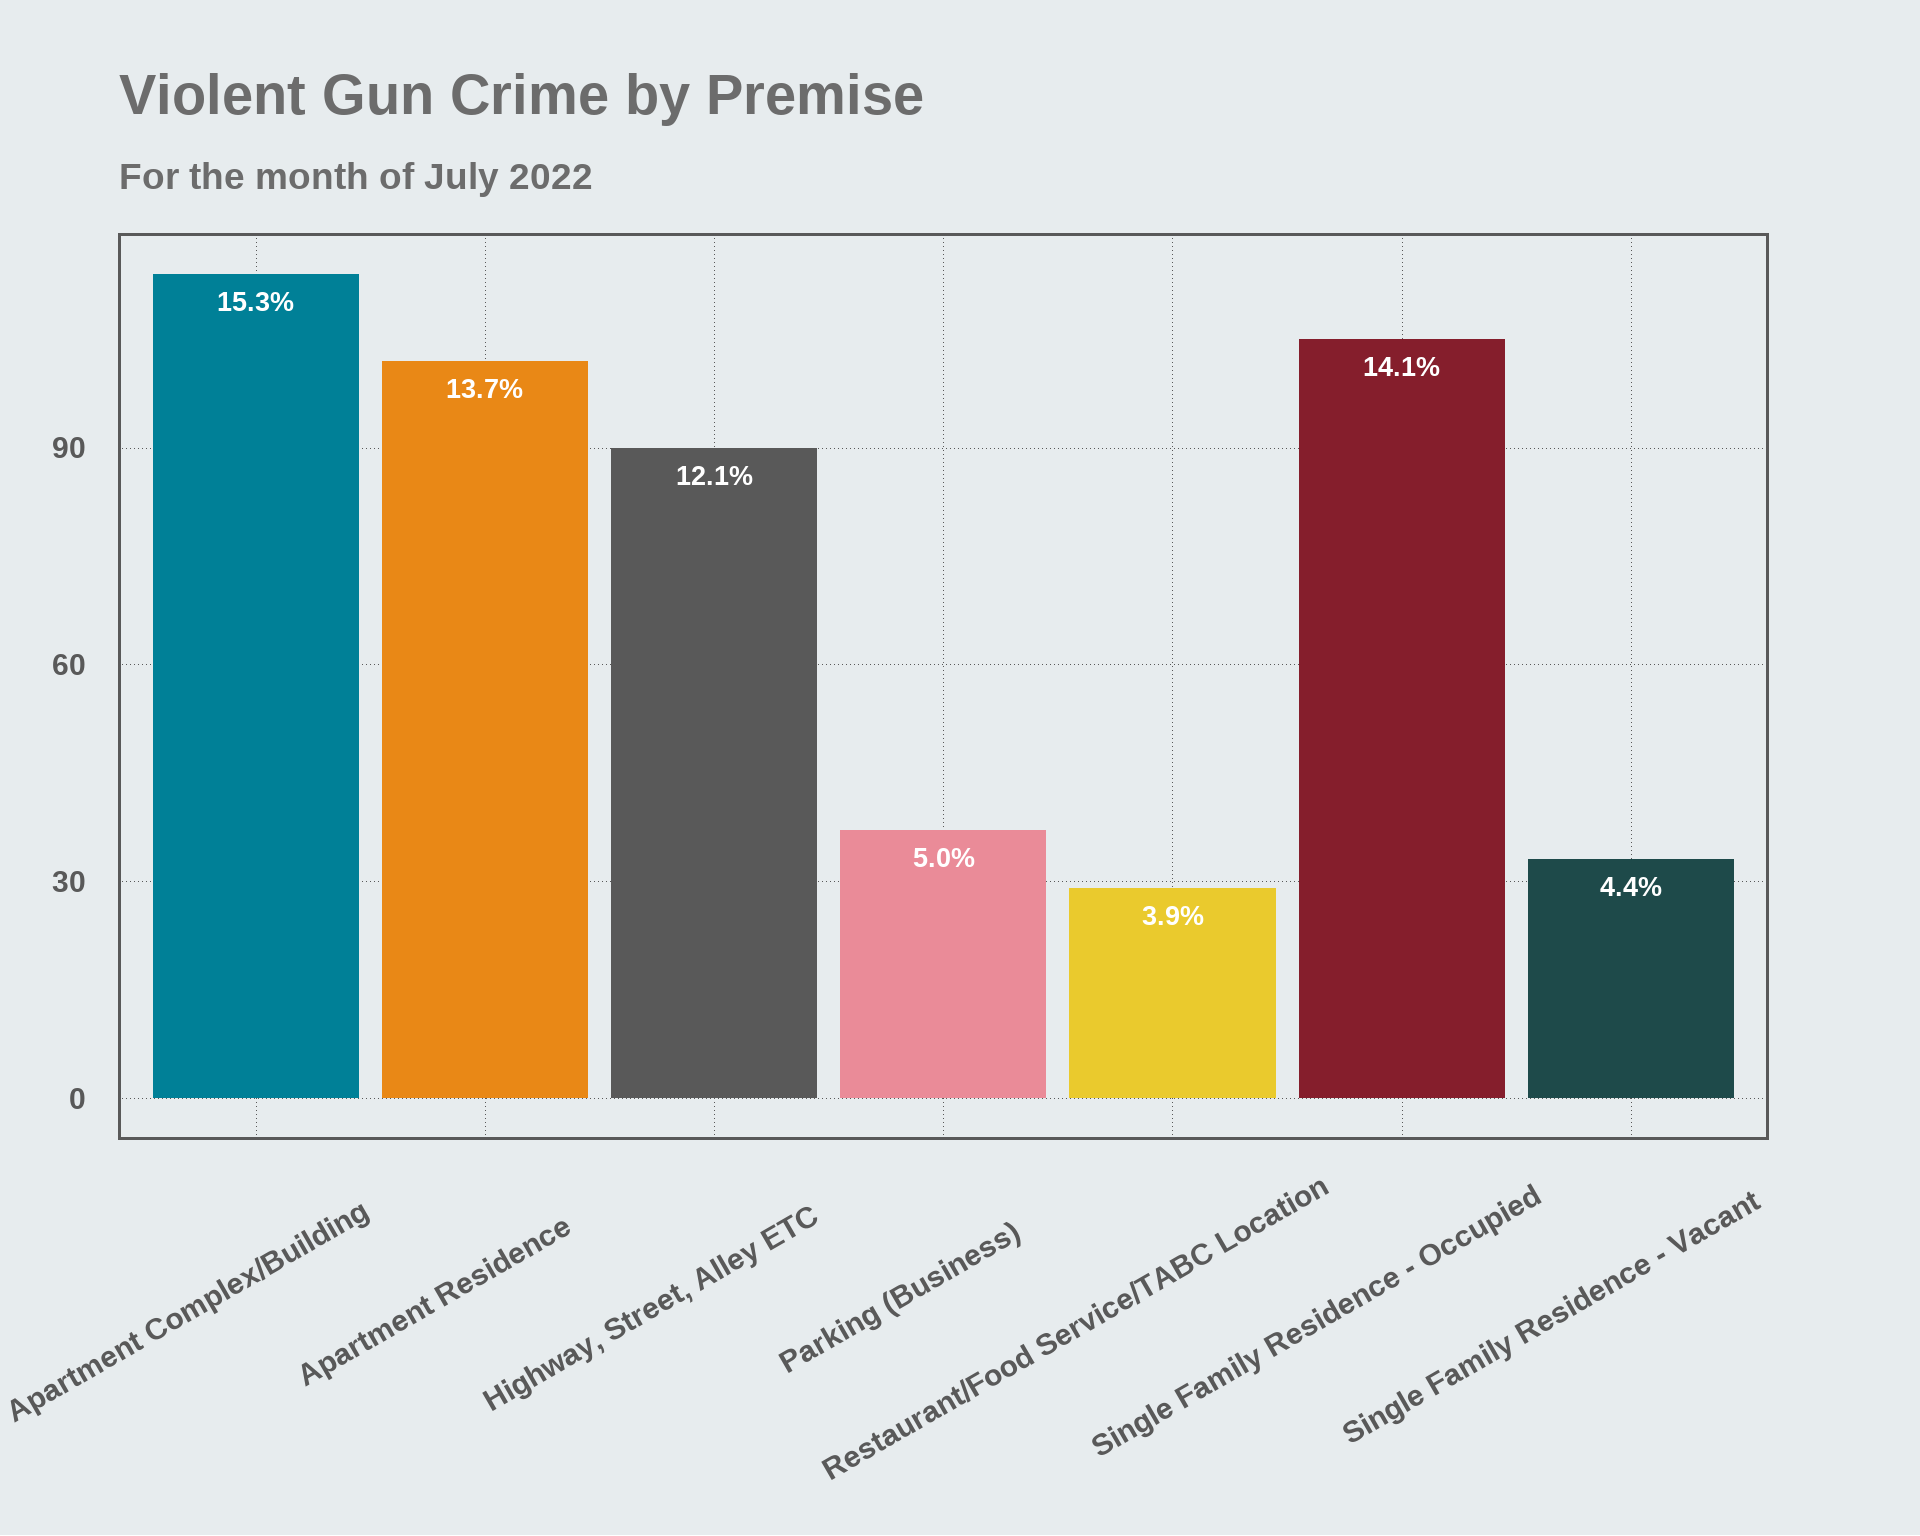 Violent Gun Crime by Premise
For the month of July 2022
15.3%
13.7%
12.1%
5.0%
3.9%
14.1%
4.4%
90
60
30
0
Apartment Complex/Building
Apartment Residence
Highway, Street, Alley ETC
Parking (Business)
Restaurant/Food Service/TABC Location
Single Family Residence - Occupied
Single Family Residence - Vacant